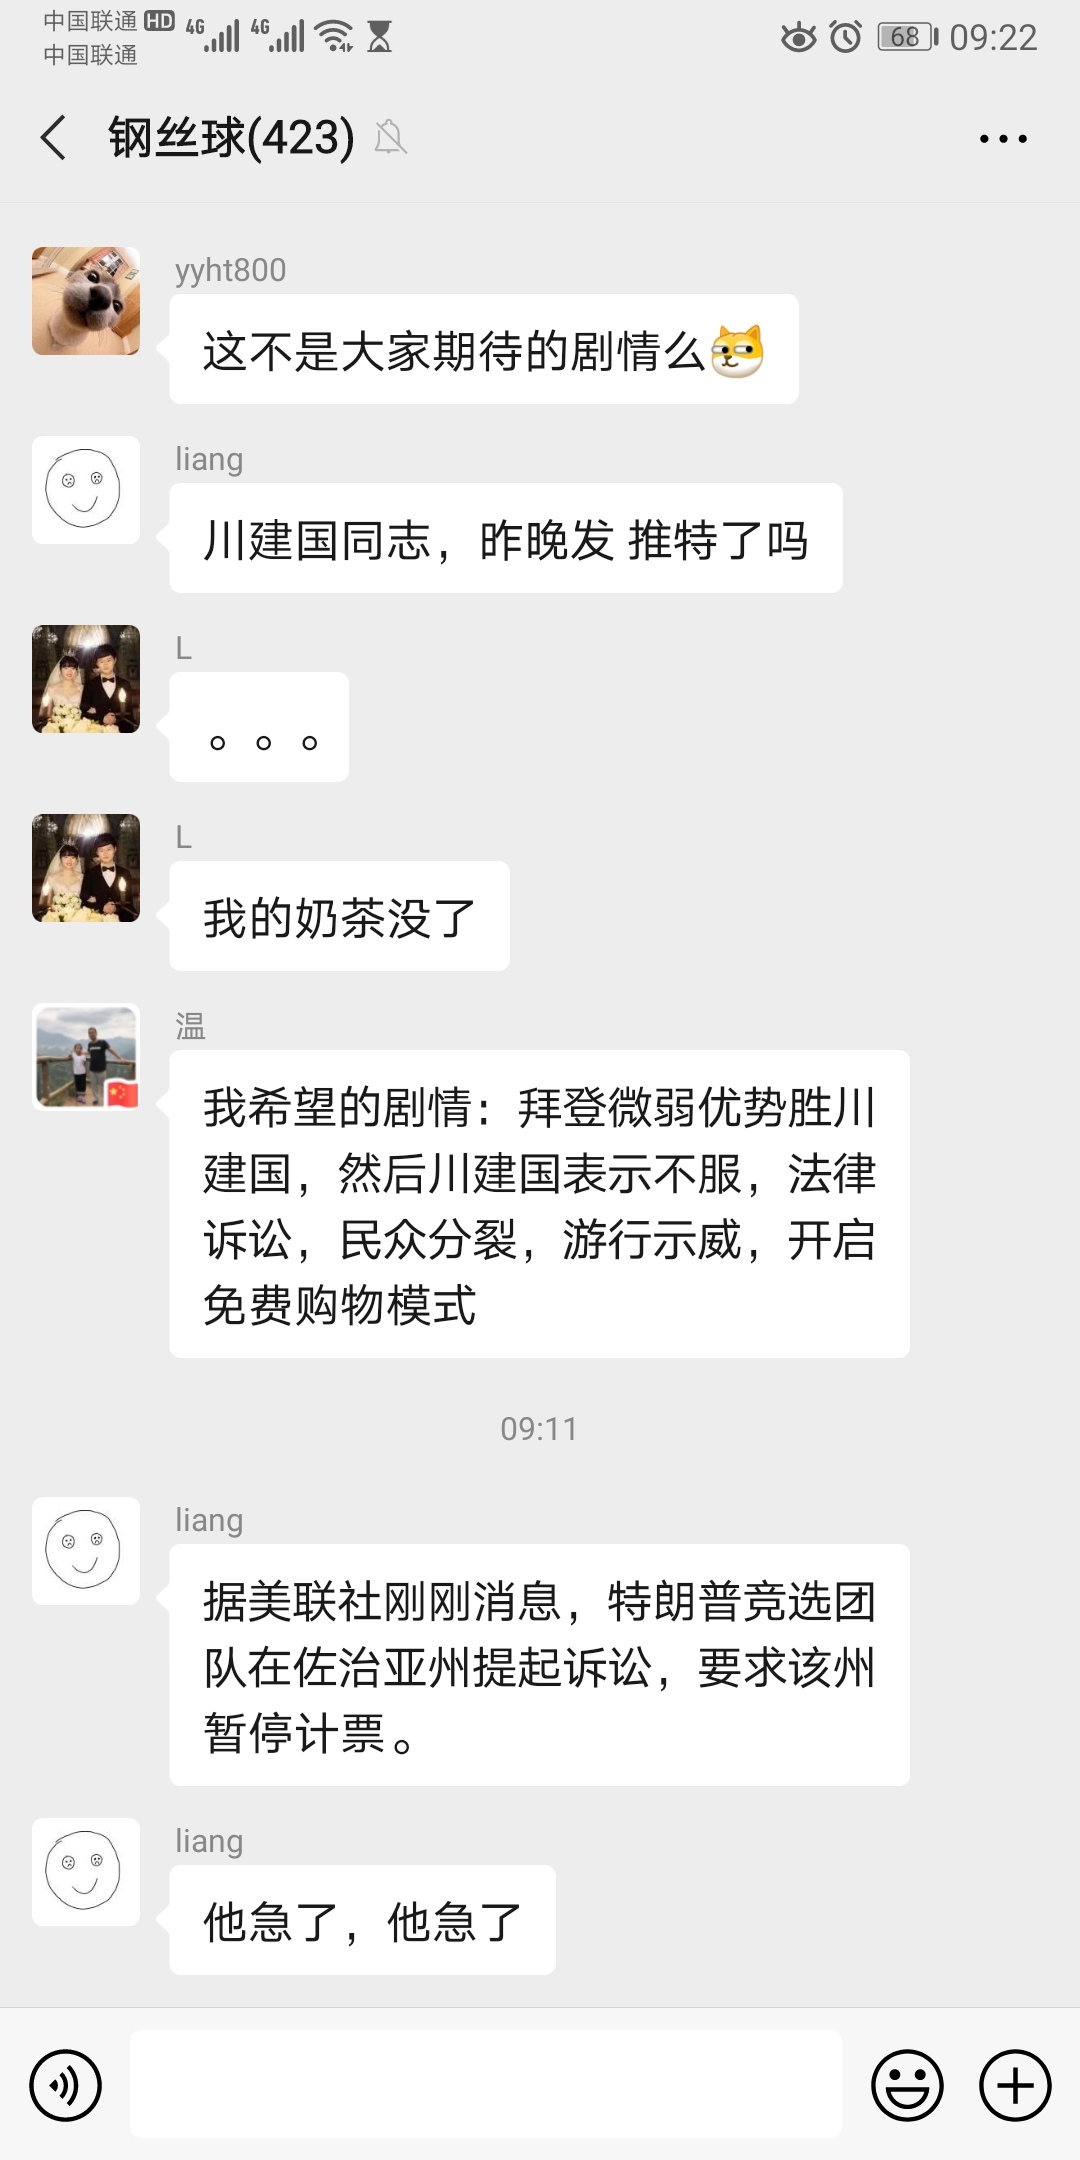 中国联通 HD 4G 4G 68 09:22
中国联通
钢丝球(423)
yyht800
这不是大家期待的剧情么
liang
川建国同志，昨晚发 推特了吗
L
。。。
L
我的奶茶没了
温
我希望的剧情：拜登微弱优势胜川
建国，然后川建国表示不服，法律
诉讼，民众分裂，游行示威，开启
免费购物模式
09:11
liang
据美联社刚刚消息，特朗普竞选团
队在佐治亚州提起诉讼，要求该州
暂停计票。
liang
他急了，他急了